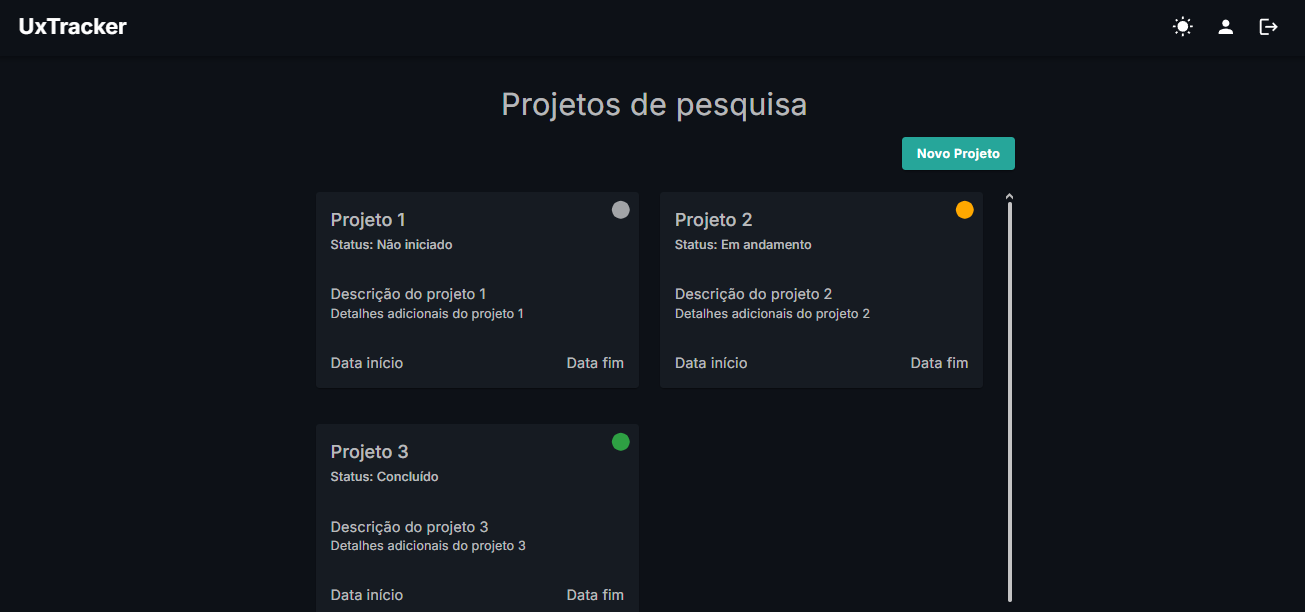 UxTracker
Projetos de pesquisa
Novo Projeto
Projeto 1
Status: Não iniciado
Descrição do projeto 1
Detalhes adicionais do projeto 1
Data início
Data fim
Projeto 2
Status: Em andamento
Descrição do projeto 2
Detalhes adicionais do projeto 2
Data início
Data fim
Projeto 3
Status: Concluído
Descrição do projeto 3
Detalhes adicionais do projeto 3
Data início
Data fim